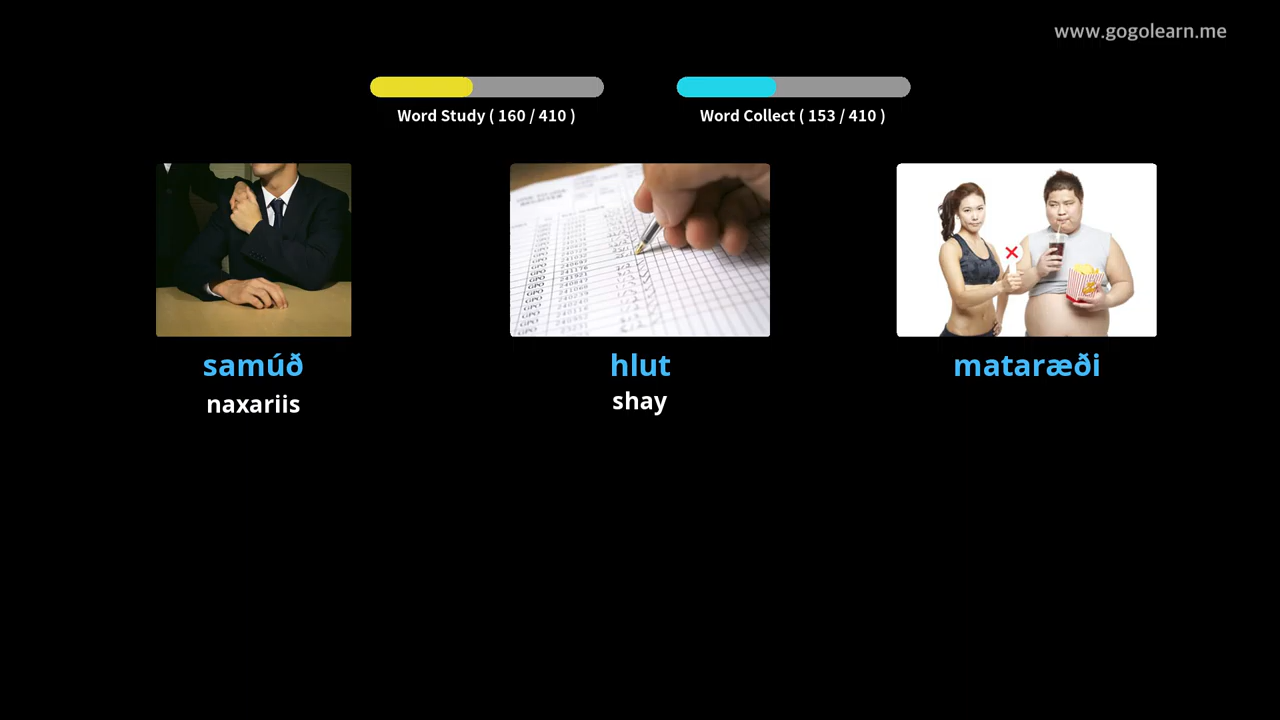 www.gogolearn.me
Word Study ( 160 / 410 )
Word Collect ( 153 / 410 )
samúð
naxariis
hlut
shay
mataræði